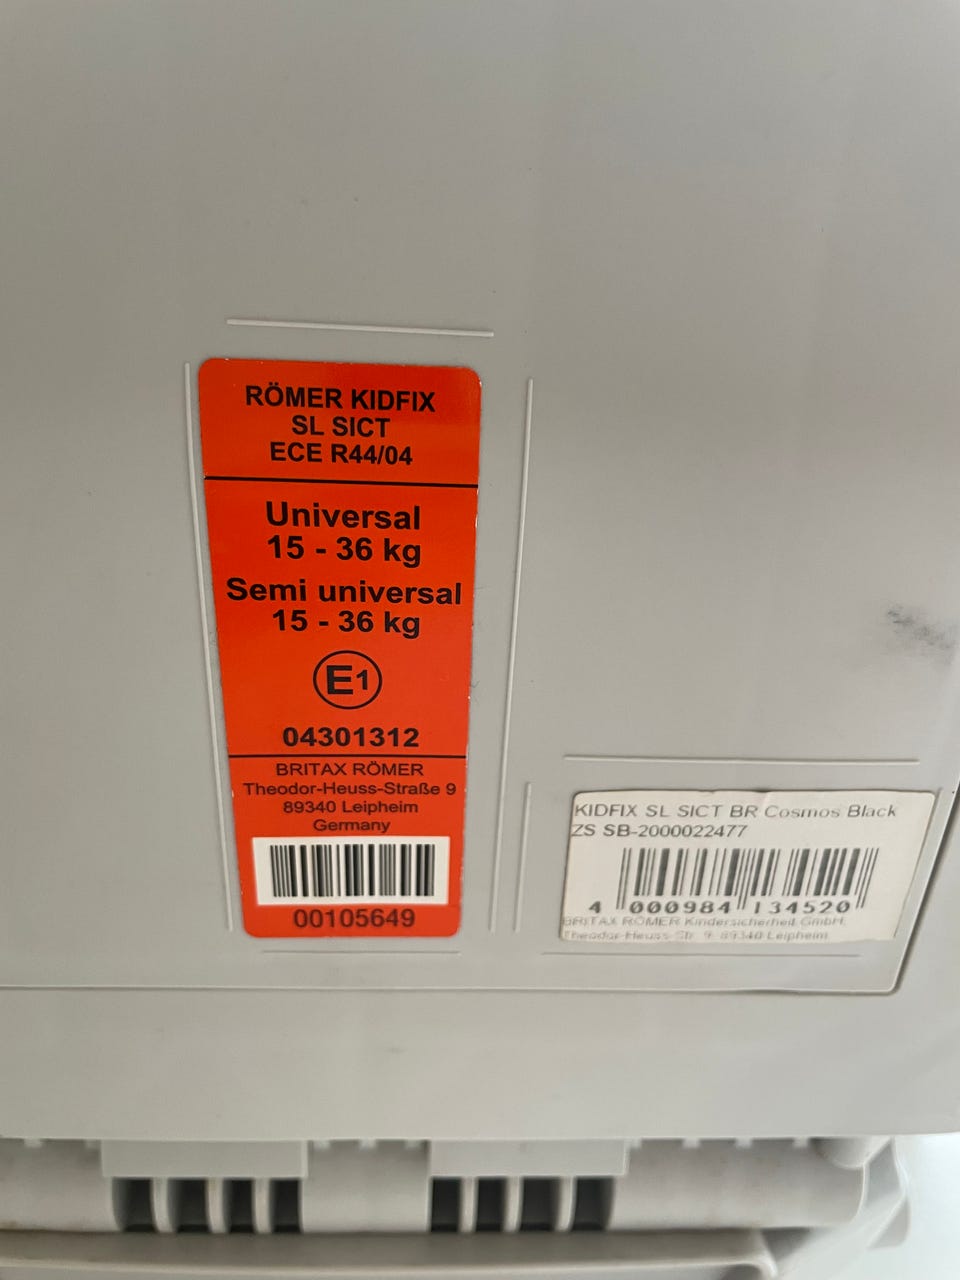 RÖMER KIDFIX
SL SICT
ECE R44/04
Universal
15 - 36 kg
Semi universal
15 - 36 kg
E1
04301312
BRITAX RÖMER
Theodor-Heuss-Straße 9
89340 Leipheim
Germany
00105649
KIDFIX SL SICT BR Cosmos Black
ZS SB-2000022477
4 000984 134520
BRITAX RÖMER Kindersicherheit GmbH,
Theodor-Heuss-Str. 9, 89340 Leipheim